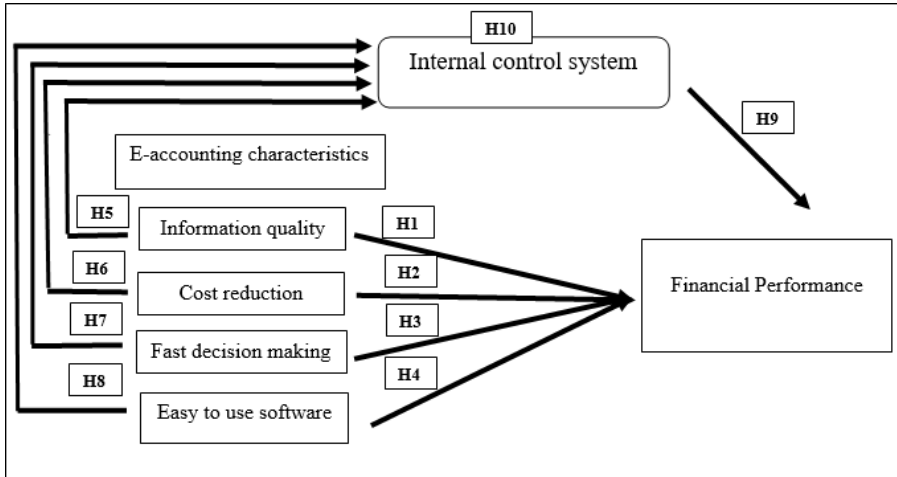 H10
Internal control system
H9
E-accounting characteristics
H5
Information quality
H1
H6
Cost reduction
H2
H7
Fast decision making
H3
H8
Easy to use software
H4
Financial Performance